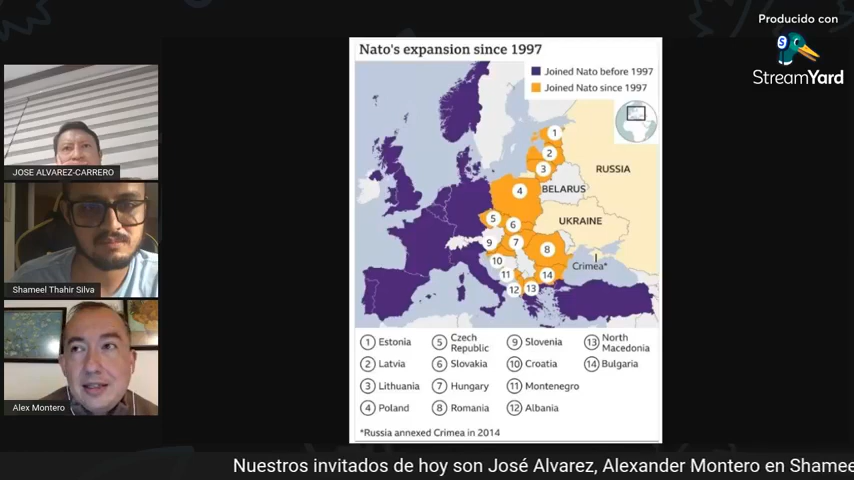 Producido con
S
StreamYard
JOSE ALVAREZ-CARRERO
Shameel Thahir Silva
Alex Montero
Nato's expansion since 1997
Joined Nato before 1997
Joined Nato since 1997
RUSSIA
BELARUS
UKRAINE
Crimea*
1
2
3
4
5
6
7
8
9
10
11
12
13
14
1 Estonia
2 Latvia
3 Lithuania
4 Poland
5 Czech
Republic
6 Slovakia
7 Hungary
8 Romania
9 Slovenia
10 Croatia
11 Montenegro
12 Albania
13 North
Macedonia
14 Bulgaria
*Russia annexed Crimea in 2014
Nuestros invitados de hoy son José Alvarez, Alexander Montero en Shamee